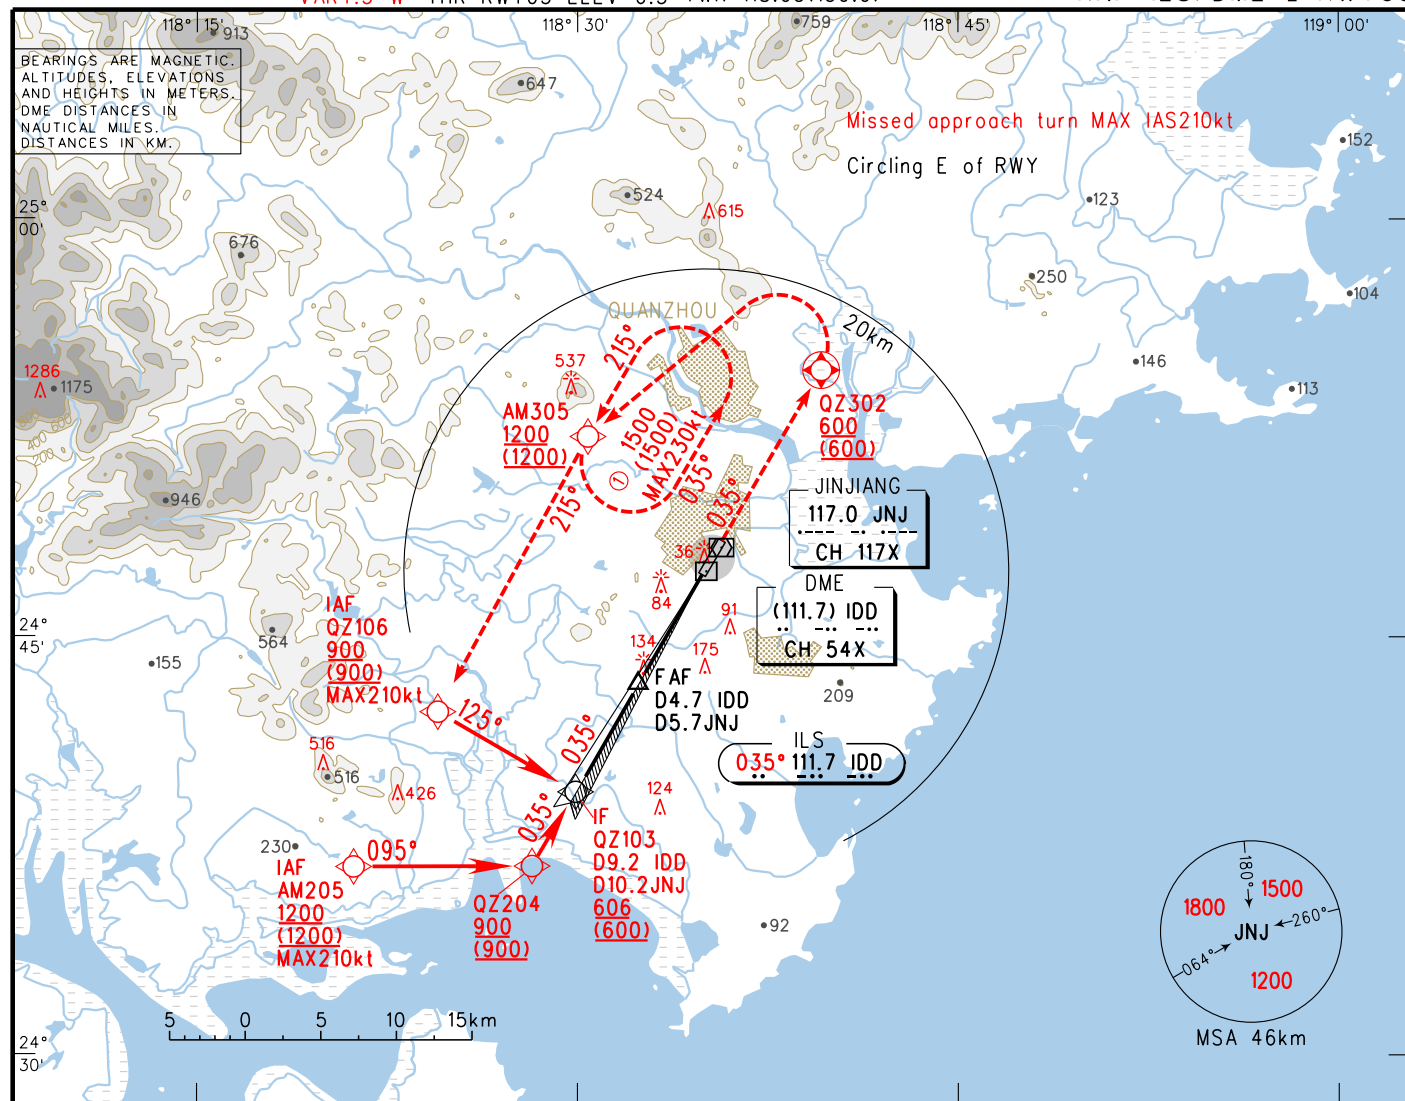 118°15'
118°30'
118°45'
119°00'
BEARINGS ARE MAGNETIC.
ALTITUDES, ELEVATIONS
AND HEIGHTS IN METERS.
DME DISTANCES IN
NAUTICAL MILES.
DISTANCES IN KM.
913
759
647
Missed approach turn MAX IAS210kt
Circling E of RWY
152
524
615
123
25°
00'
676
250
104
QUANZHOU
20km
215°
537
146
1286
1175
113
AM305
1200
(1200)
QZ302
600
(600)
1500
(1500)
MAX230kt
035°
1
035°
215°
400
600
200
946
JINJIANG
117.0 JNJ
CH 117X
36
84
DME
(111.7) IDD
CH 54X
91
134
175
24°
45'
564
155
IAF
QZ106
900
(900)
MAX210kt
125°
FAF
D4.7 IDD
D5.7JNJ
209
035°
ILS
035° 111.7 IDD
516
516
426
124
035°
IF
QZ103
D9.2 IDD
D10.2JNJ
606
(600)
230
095°
IAF
AM205
1200
(1200)
MAX210kt
QZ204
900
(900)
92
180°
1500
1800
260°
JNJ
064°
1200
MSA 46km
5 0 5 10 15km
24°
30'